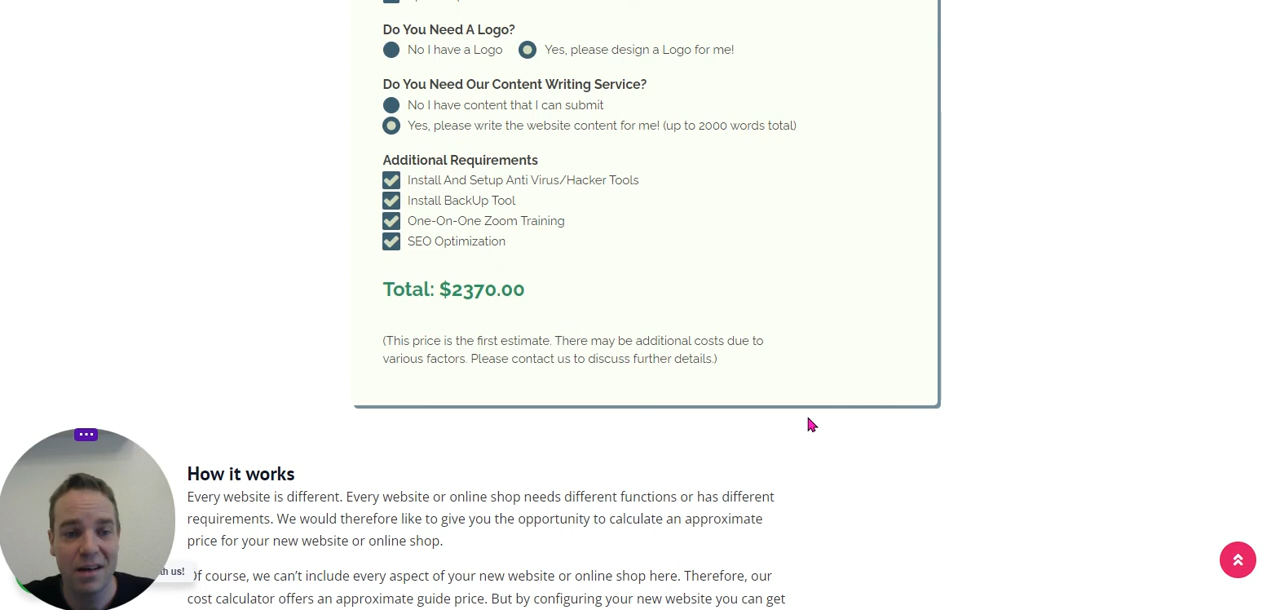 Do You Need A Logo?
No I have a Logo Yes, please design a Logo for me!
Do You Need Our Content Writing Service?
No I have content that I can submit
Yes, please write the website content for me! (up to 2000 words total)
Additional Requirements
Install And Setup Anti Virus/Hacker Tools
Install BackUp Tool
One-On-One Zoom Training
SEO Optimization
Total: $2370.00
(This price is the first estimate. There may be additional costs due to
various factors. Please contact us to discuss further details.)
How it works
Every website is different. Every website or online shop needs different functions or has different
requirements. We would therefore like to give you the opportunity to calculate an approximate
price for your new website or online shop.
us!
Of course, we can't include every aspect of your new website or online shop here. Therefore, our
cost calculator offers an approximate guide price. But by configuring your new website you can get